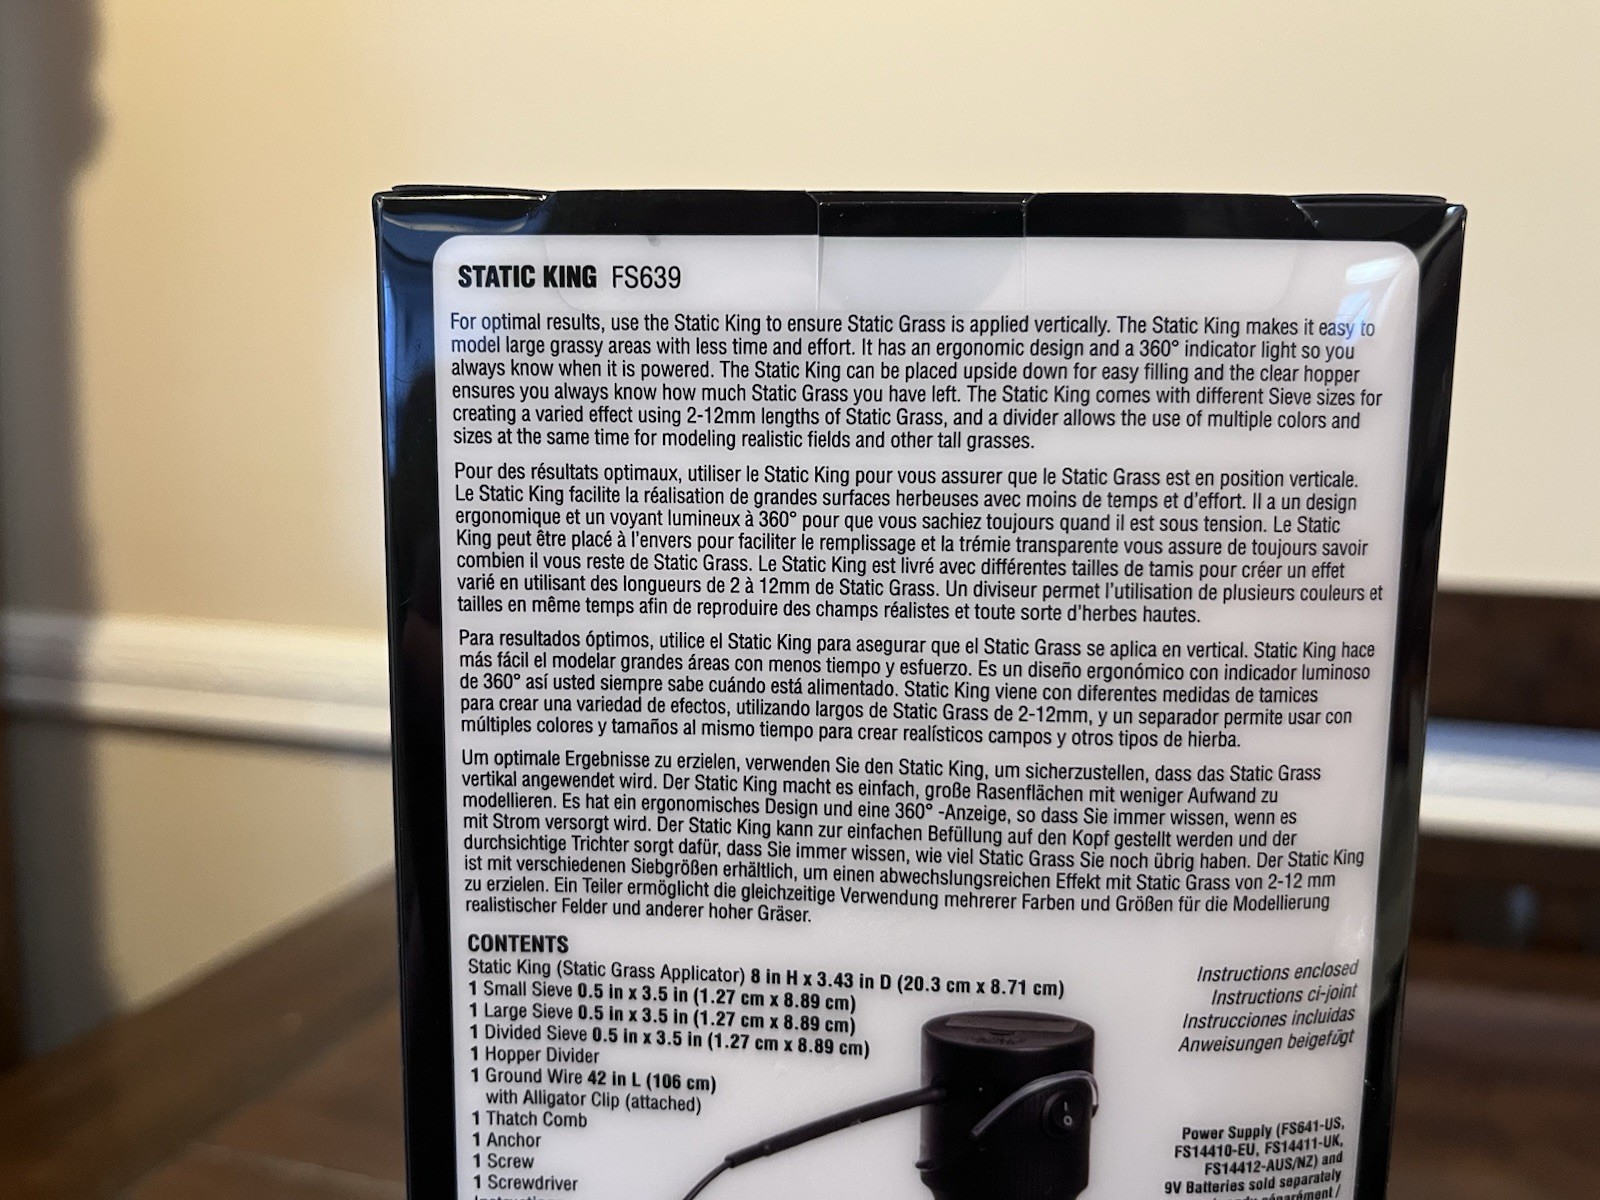 STATIC KING FS639
For optimal results, use the Static King to ensure Static Grass is applied vertically. The Static King makes it easy to
model large grassy areas with less time and effort. It has an ergonomic design and a 360° indicator light so you
always know when it is powered. The Static King can be placed upside down for easy filling and the clear hopper
ensures you always know how much Static Grass you have left. The Static King comes with different Sieve sizes for
creating a varied effect using 2-12mm lengths of Static Grass, and a divider allows the use of multiple colors and
sizes at the same time for modeling realistic fields and other tall grasses.
Pour des résultats optimaux, utiliser le Static King pour vous assurer que le Static Grass est en position verticale.
Le Static King facilite la réalisation de grandes surfaces herbeuses avec moins de temps et d'effort. Il a un design
ergonomique et un voyant lumineux à 360° pour que vous sachiez toujours quand il est sous tension. Le Static
King peut être placé à l'envers pour faciliter le remplissage et la trémie transparente vous assure de toujours savoir
combien il vous reste de Static Grass. Le Static King est livré avec différentes tailles de tamis pour créer un effet
varié en utilisant des longueurs de 2 à 12mm de Static Grass. Un diviseur permet l'utilisation de plusieurs couleurs et
tailles en même temps afin de reproduire des champs réalistes et toute sorte d'herbes hautes.
Para resultados óptimos, utilice el Static King para asegurar que el Static Grass se aplica en vertical. Static King hace
más fácil el modelar grandes áreas con menos tiempo y esfuerzo. Es un diseño ergonómico con indicador luminoso
de 360° así usted siempre sabe cuándo está alimentado. Static King viene con diferentes medidas de tamices
para crear una variedad de efectos, utilizando largos de Static Grass de 2-12mm, y un separador permite usar con
múltiples colores y tamaños al mismo tiempo para crear realísticos campos y otros tipos de hierba.
Um optimale Ergebnisse zu erzielen, verwenden Sie den Static King, um sicherzustellen, dass das Static Grass
vertikal angewendet wird. Der Static King macht es einfach, große Rasenflächen mit weniger Aufwand zu
modellieren. Es hat ein ergonomisches Design und eine 360° -Anzeige, so dass Sie immer wissen, wenn es
mit Strom versorgt wird. Der Static King kann zur einfachen Befüllung auf den Kopf gestellt werden und der
durchsichtige Trichter sorgt dafür, dass Sie immer wissen, wie viel Static Grass Sie noch übrig haben. Der Static King
ist mit verschiedenen Siebgrößen erhältlich, um einen abwechslungsreichen Effekt mit Static Grass von 2-12 mm
zu erzielen. Ein Teiler ermöglicht die gleichzeitige Verwendung mehrerer Farben und Größen für die Modellierung
realistischer Felder und anderer hoher Gräser.
CONTENTS
Static King (Static Grass Applicator) 8 in H x 3.43 in D (20.3 cm x 8.71 cm)
1 Small Sieve 0.5 in x 3.5 in (1.27 cm x 8.89 cm)
1 Large Sieve 0.5 in x 3.5 in (1.27 cm x 8.89 cm)
1 Divided Sieve 0.5 in x 3.5 in (1.27 cm x 8.89 cm)
1 Hopper Divider
1 Ground Wire 42 in L (106 cm)
with Alligator Clip (attached)
1 Thatch Comb
1 Anchor
1 Screw
1 Screwdriver
Instructions enclosed
Instructions ci-joint
Instrucciones incluidas
Anweisungen beigefügt
Power Supply (FS641-US,
FS14410-EU, FS14411-UK,
FS14412-AUS/NZ) and
9V Batteries sold separately